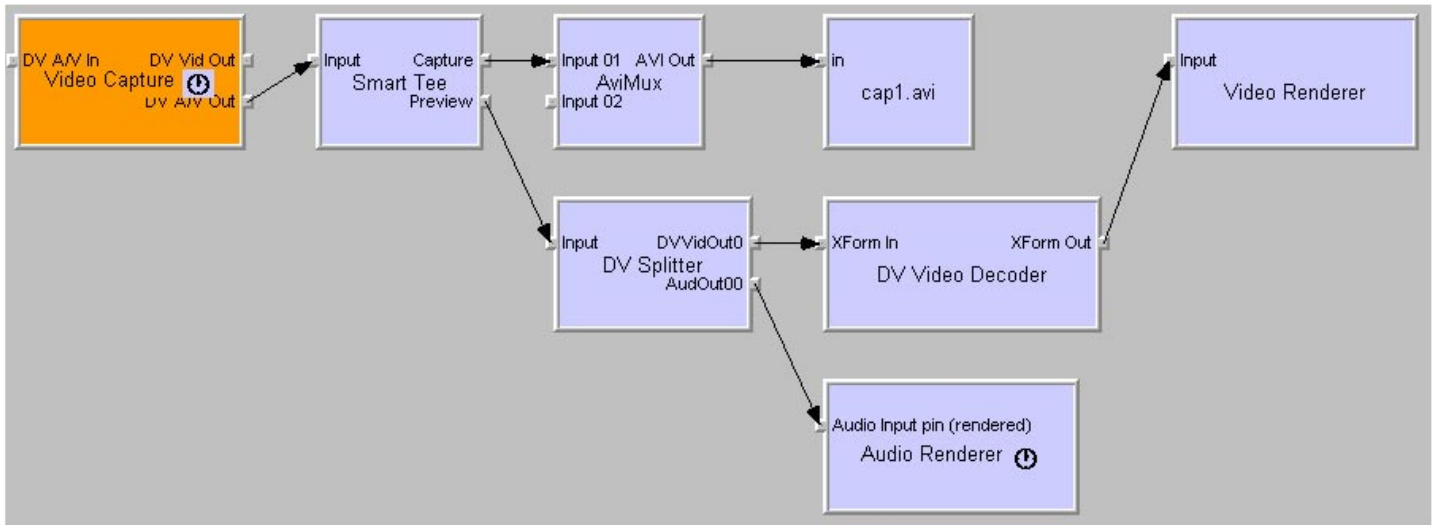 DV A/V In DV Vid Out
Video Capture
DV A/V Out
Input Capture
Smart Tee
Preview
Input 01 AVI Out
AviMux
Input 02
in
cap1.avi
Input
Video Renderer
Input DVVidOut0
DV Splitter
AudOut00
XForm In XForm Out
DV Video Decoder
Audio Input pin (rendered)
Audio Renderer